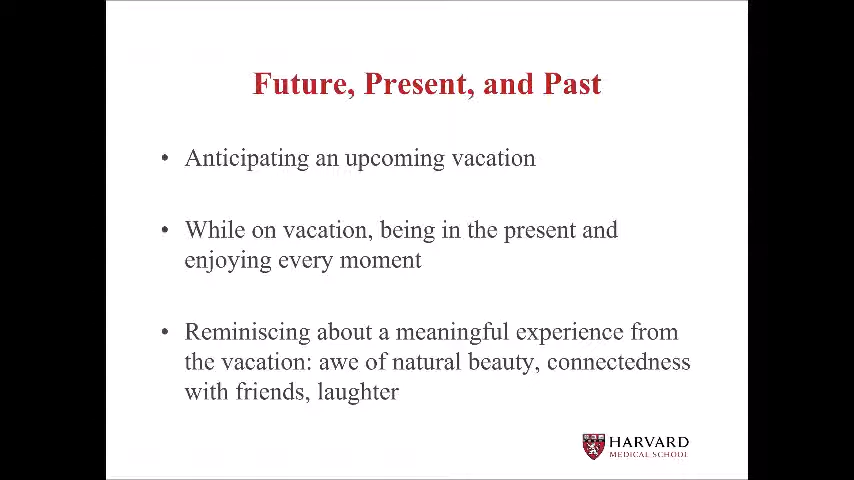 Future, Present, and Past
• Anticipating an upcoming vacation
• While on vacation, being in the present and
enjoying every moment
• Reminiscing about a meaningful experience from
the vacation: awe of natural beauty, connectedness
with friends, laughter
HARVARD
MEDICAL SCHOOL